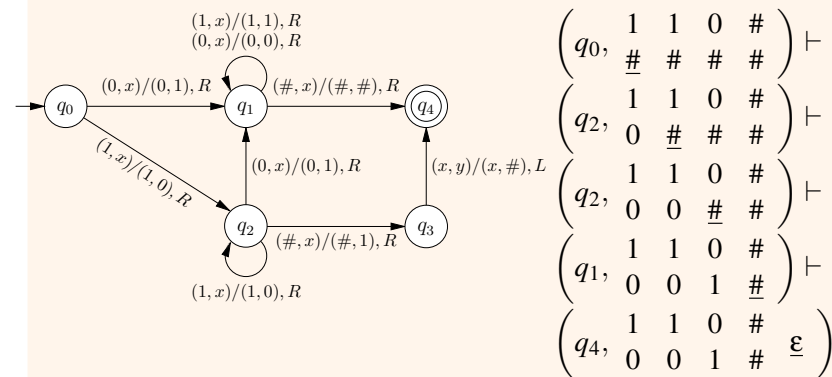 (1, x)/(1, 1), R
(0, x)/(0, 0), R
q₀
(0, x)/(0, 1), R
q₁
(#, x)/(#, #), R
q₄
(1, x)/(1, 0), R
(0, x)/(0, 1), R
(x, y)/(x, #), L
q₂
(#, x)/(#, 1), R
q₃
(1, x)/(1, 0), R
(q₀, 1 1 0 #
# # # #) ⊢
(q₂, 1 1 0 #
0 # # #) ⊢
(q₂, 1 1 0 #
0 0 # #) ⊢
(q₁, 1 1 0 #
0 0 1 #) ⊢
(q₄, 1 1 0 # ε
0 0 1 #)